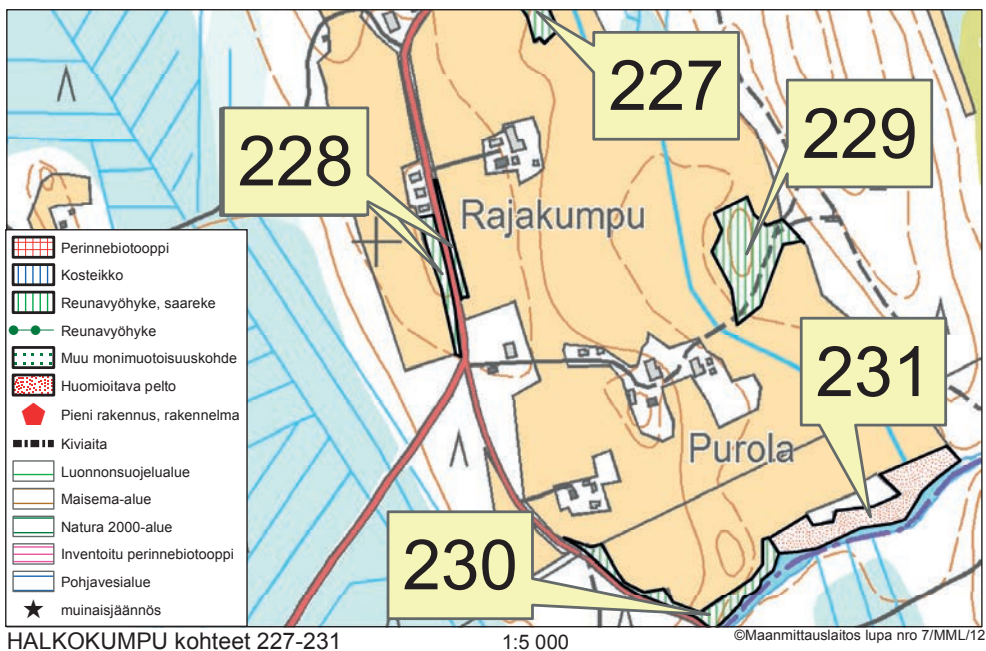 227
228
229
Rajakumpu
231
Purola
230
Perinnebiotooppi
Kosteikko
Reunavyöhyke, saareke
Reunavyöhyke
Muu monimuotoisuuskohde
Huomioitava pelto
Pieni rakennus, rakennelma
Kiviaita
Luonnonsuojelualue
Maisema-alue
Natura 2000-alue
Inventoitu perinnebiotooppi
Pohjavesialue
muinaisjäännös
HALKOKUMPU kohteet 227-231
1:5 000
©Maanmittauslaitos lupa nro 7/MML/12